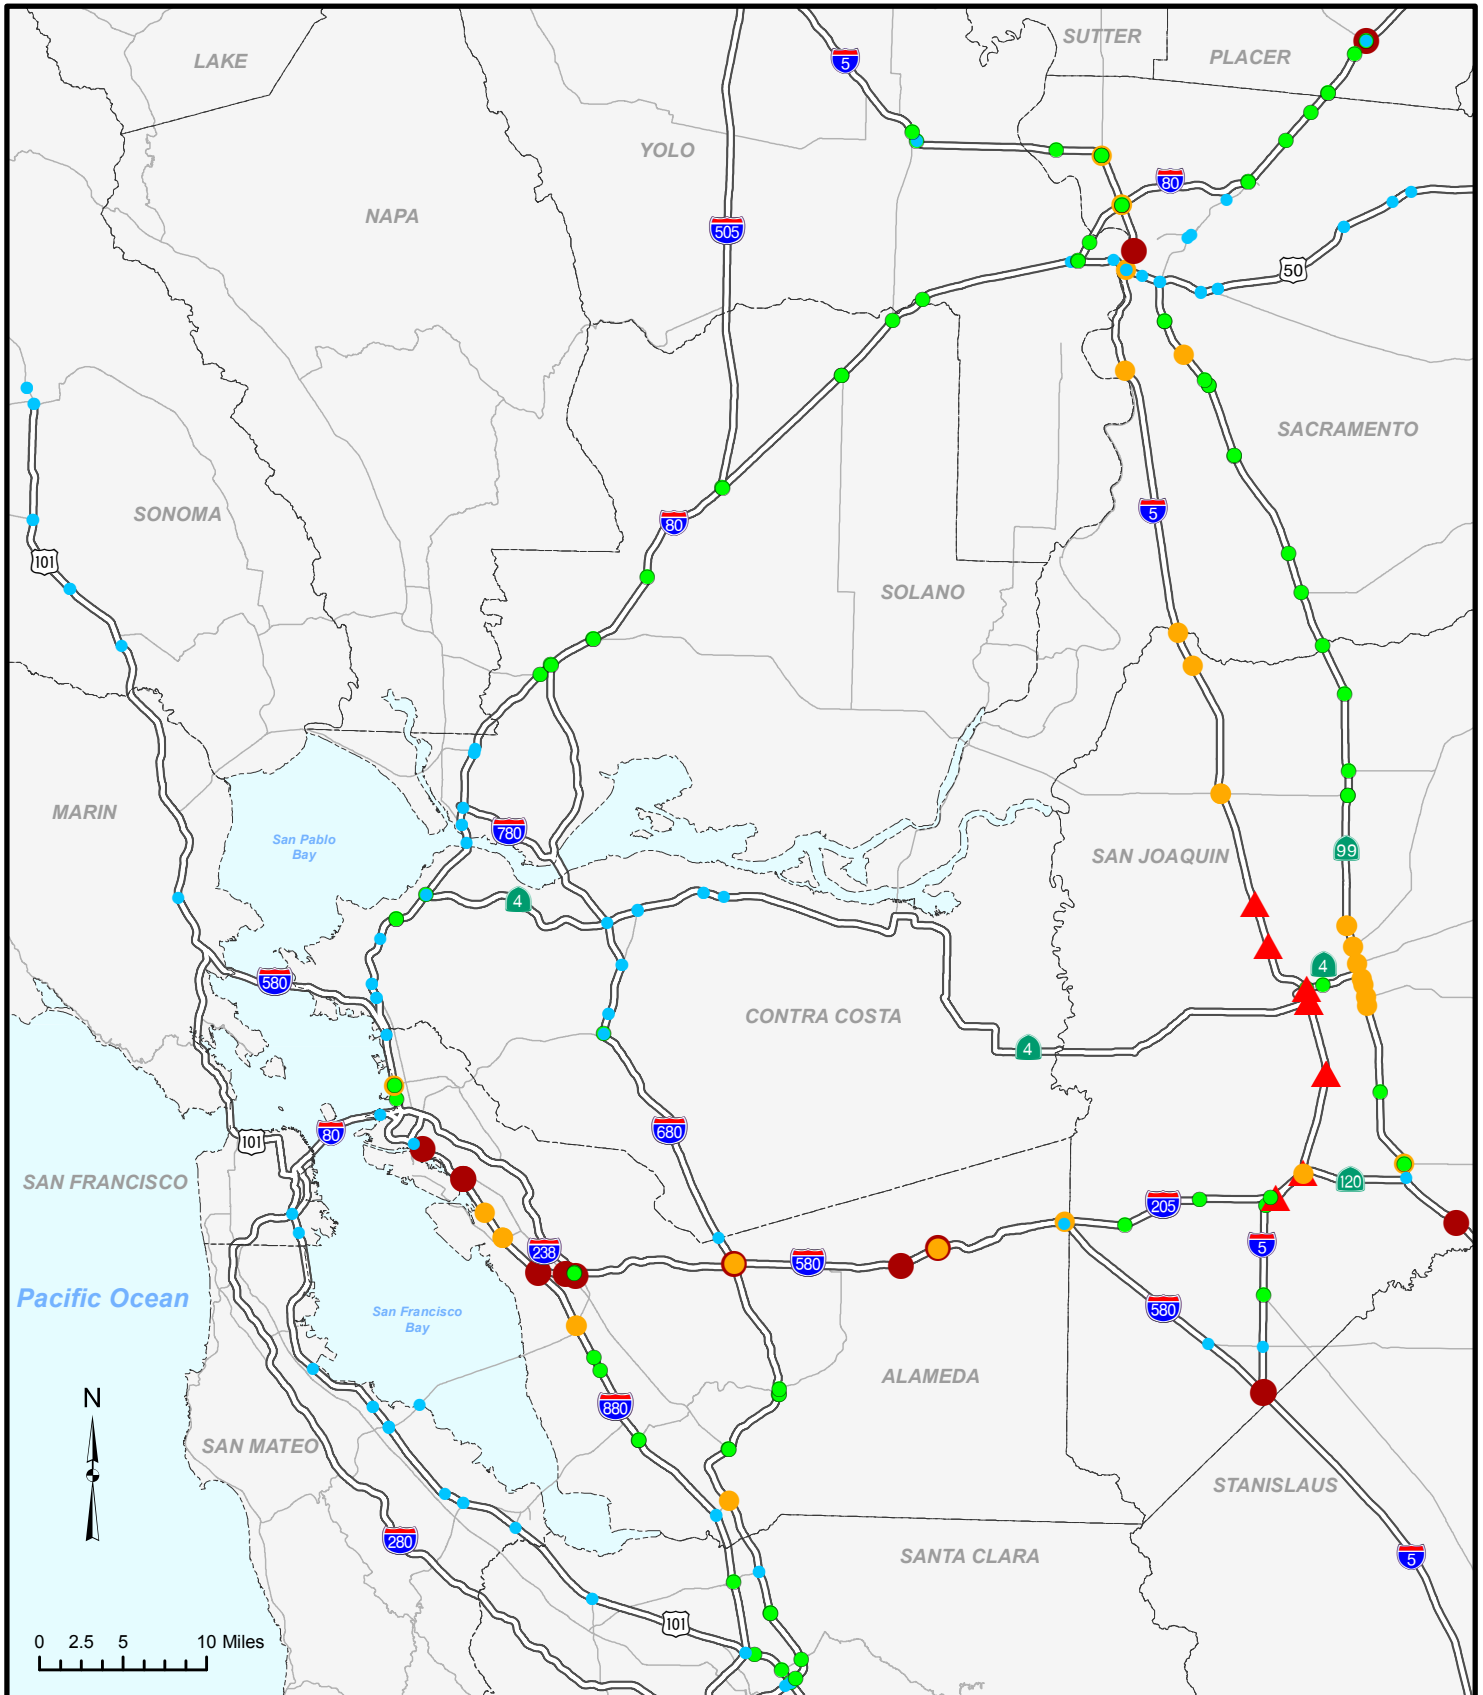 SUTTER
LAKE
5
PLACER
YOLO
80
NAPA
505
50
SACRAMENTO
SONOMA
5
80
101
SOLANO
MARIN
780
San Pablo
Bay
99
SAN JOAQUIN
4
4
580
CONTRA COSTA
4
680
80
101
SAN FRANCISCO
120
205
238
5
580
Pacific Ocean
580
San Francisco
Bay
ALAMEDA
N
880
SAN MATEO
STANISLAUS
280
SANTA CLARA
5
101
0 2.5 5 10 Miles